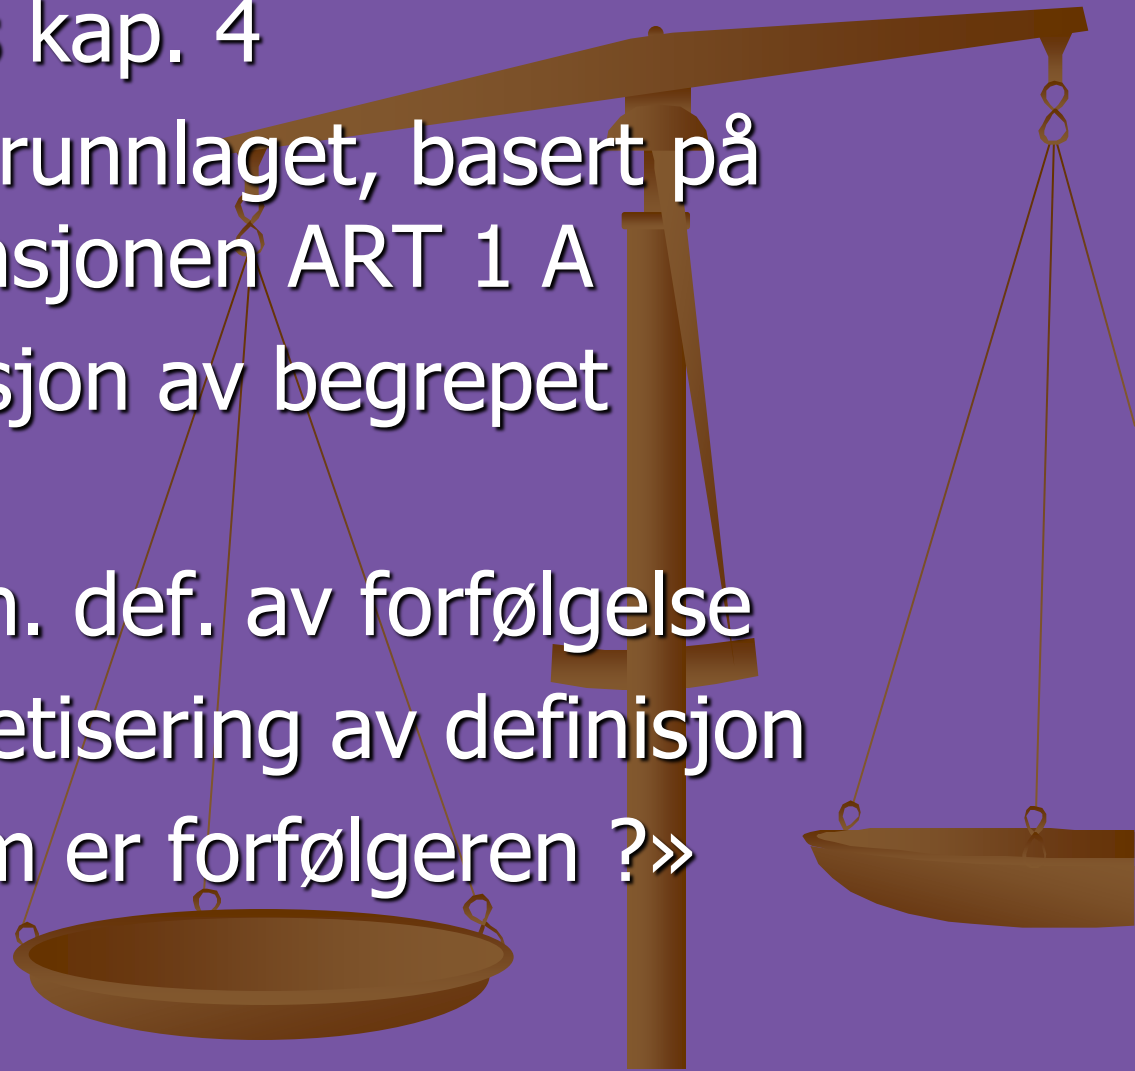 kap. 4
runnlaget, basert på
nsjonen ART 1 A
sjon av begrepet
n. def. av forfølgelse
etisering av definisjon
m er forfølgeren ?»